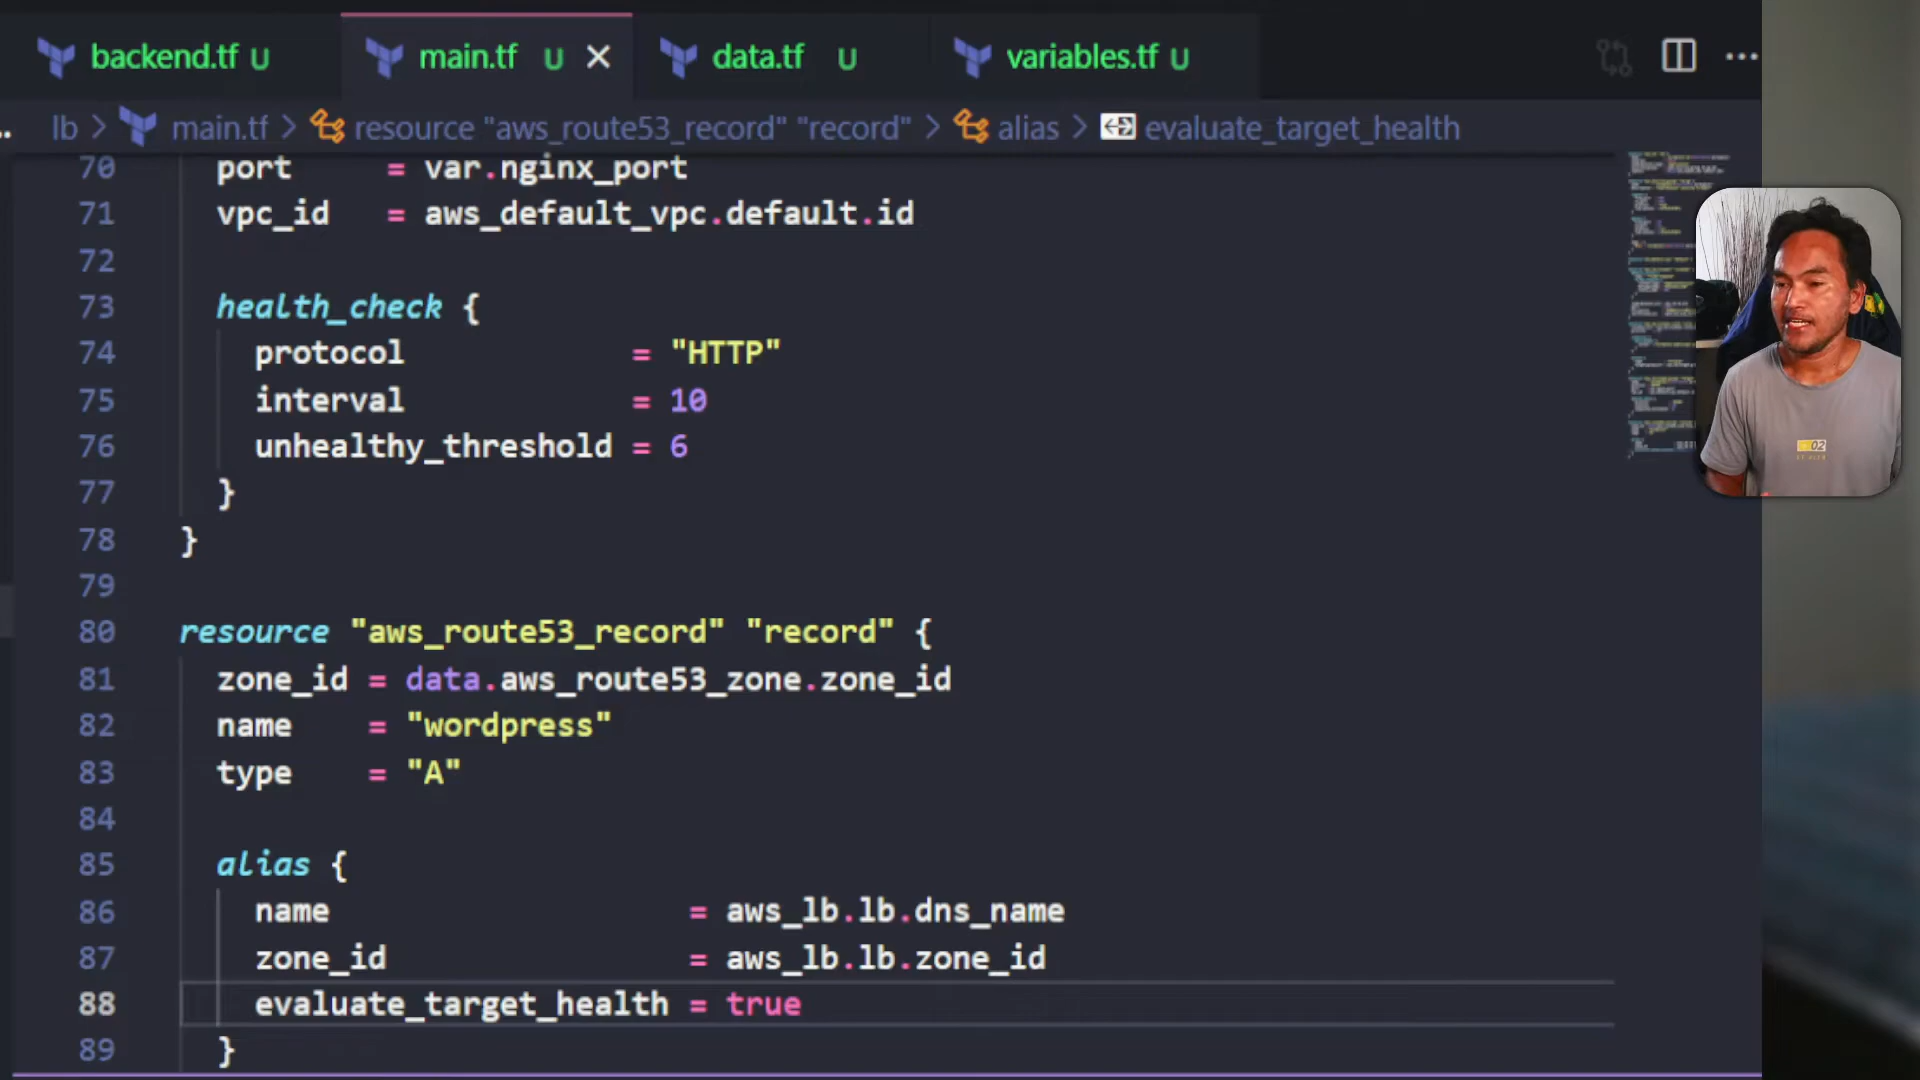 backend.tf U
main.tf U
data.tf U
variables.tf U
lb > main.tf > resource "aws_route53_record" "record" > alias > evaluate_target_health
70 port = var.nginx_port
71 vpc_id = aws_default_vpc.default.id
72
73 health_check {
74 protocol = "HTTP"
75 interval = 10
76 unhealthy_threshold = 6
77 }
78 }
79
80 resource "aws_route53_record" "record" {
81 zone_id = data.aws_route53_zone.zone_id
82 name = "wordpress"
83 type = "A"
84
85 alias {
86 name = aws_lb.lb.dns_name
87 zone_id = aws_lb.lb.zone_id
88 evaluate_target_health = true
89 }
02